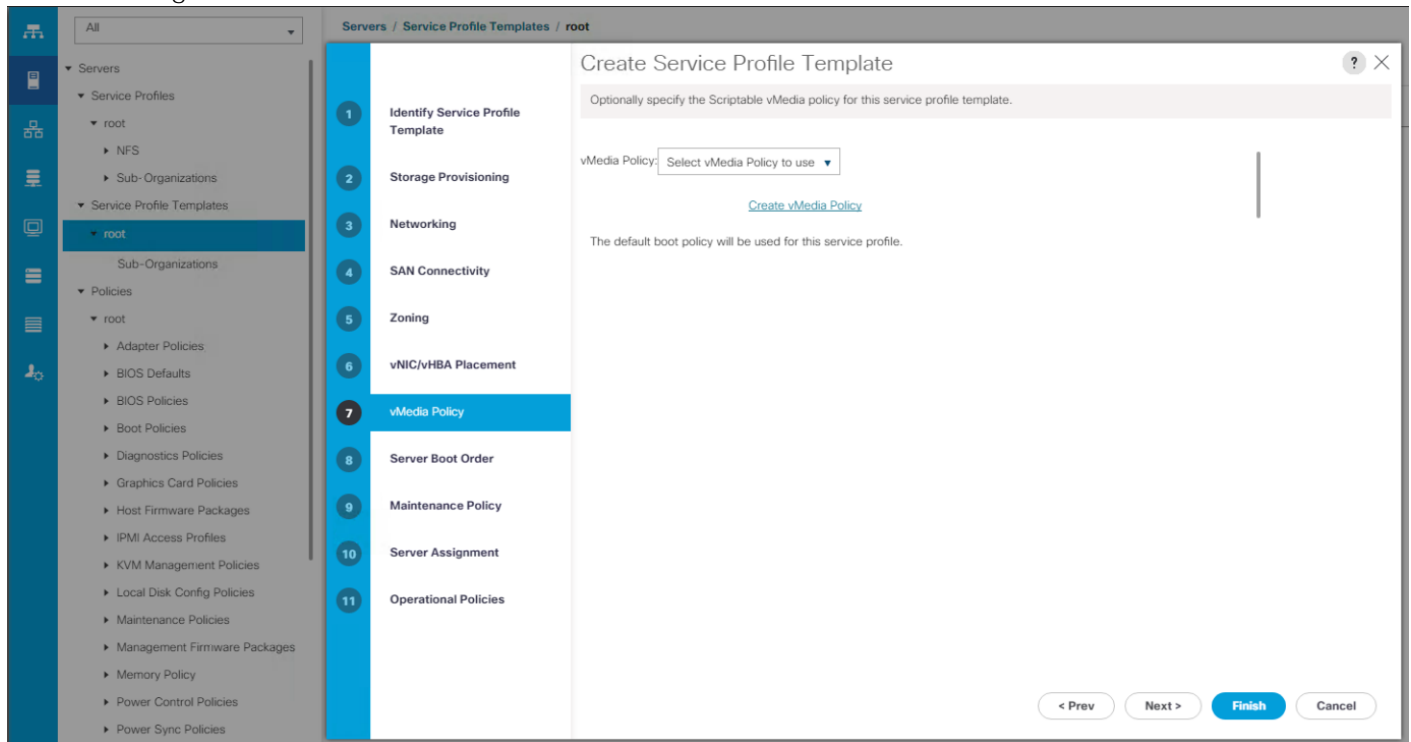 All
Servers
Service Profiles
root
NFS
Sub-Organizations
Service Profile Templates
root
Sub-Organizations
Policies
root
Adapter Policies
BIOS Defaults
BIOS Policies
Boot Policies
Diagnostics Policies
Graphics Card Policies
Host Firmware Packages
IPMI Access Profiles
KVM Management Policies
Local Disk Config Policies
Maintenance Policies
Management Firmware Packages
Memory Policy
Power Control Policies
Power Sync Policies
Servers / Service Profile Templates / root
1 Identify Service Profile
Template
2 Storage Provisioning
3 Networking
4 SAN Connectivity
5 Zoning
6 vNIC/vHBA Placement
7 vMedia Policy
8 Server Boot Order
9 Maintenance Policy
10 Server Assignment
11 Operational Policies
Create Service Profile Template
?
Optionally specify the Scriptable vMedia policy for this service profile template.
vMedia Policy: Select vMedia Policy to use
Create vMedia Policy
The default boot policy will be used for this service profile.
< Prev Next > Finish Cancel